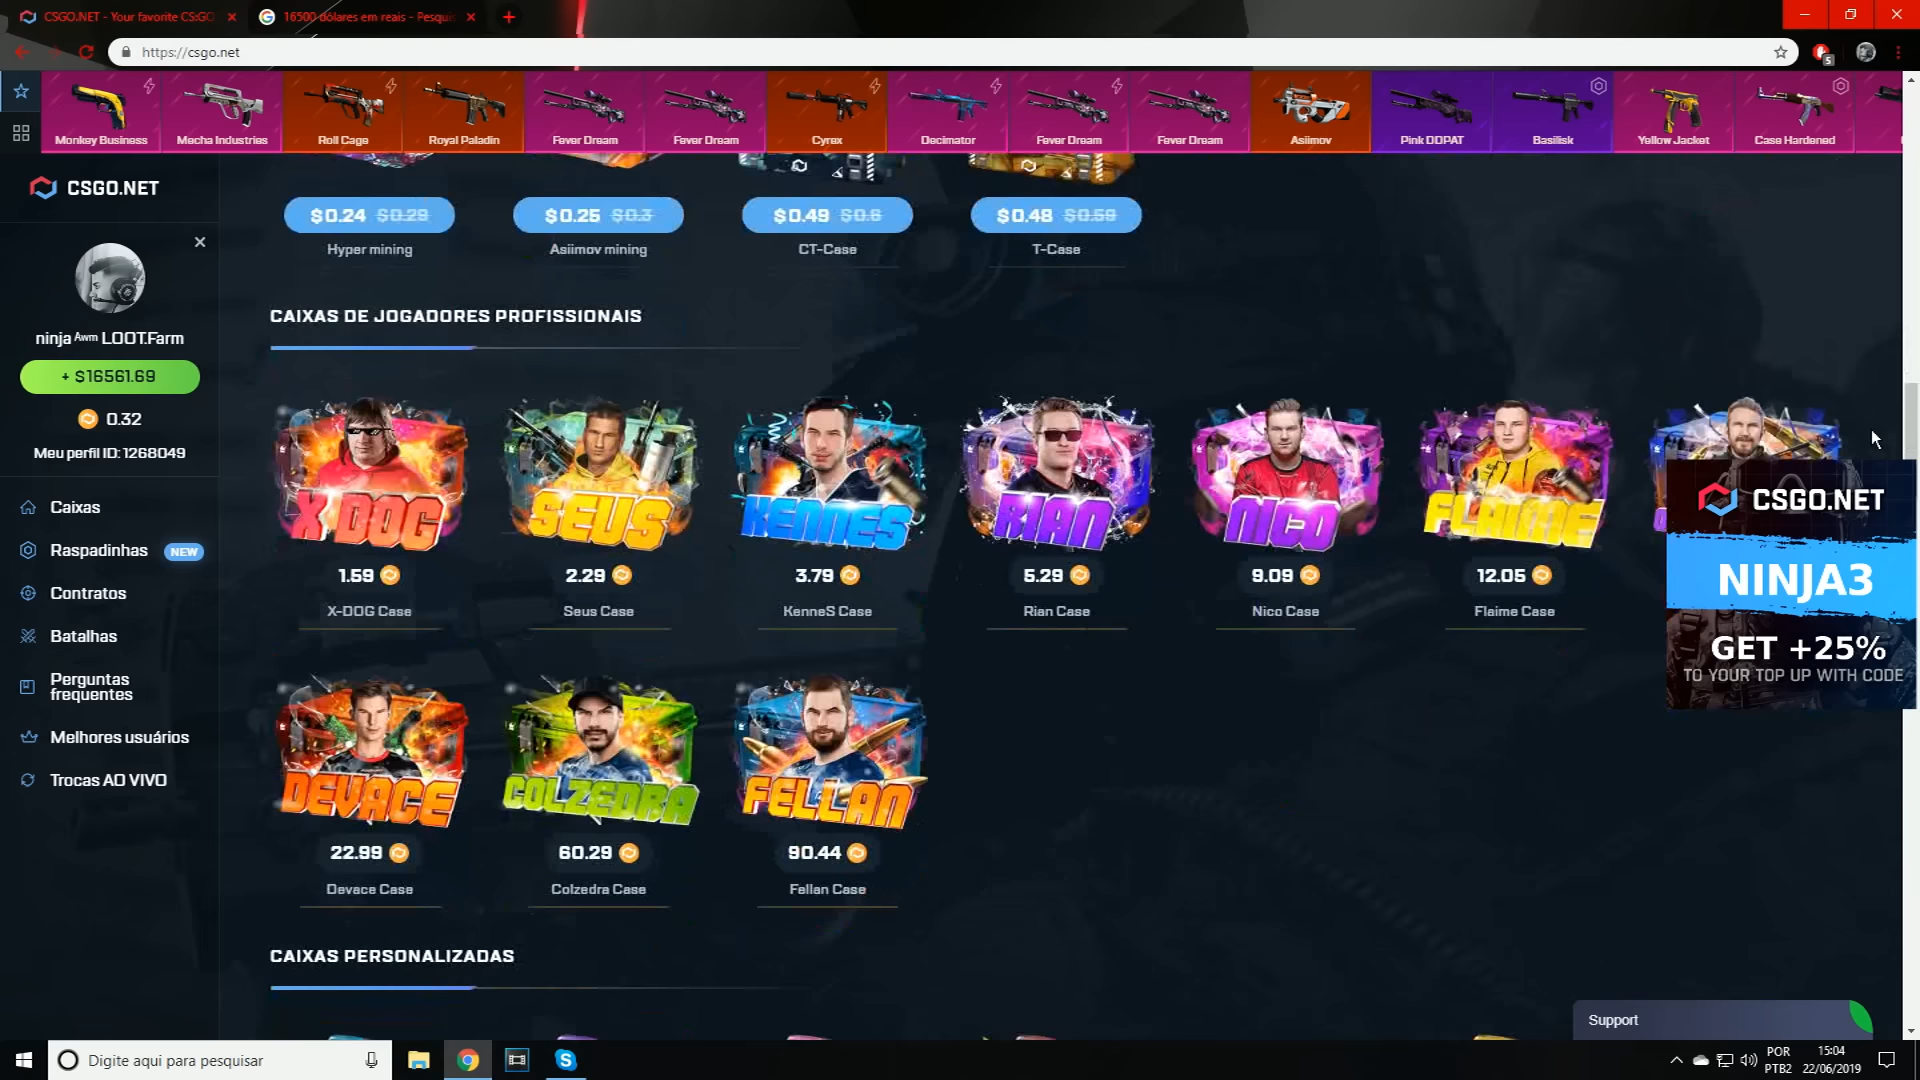 CSGO.NET - Your favorite CS:GO
16500 dólares em reais - Pesqui
https://csgo.net
5
Monkey Business
Mecha Industries
Roll Cage
Royal Paladin
Fever Dream
Fever Dream
Cyrex
Decimator
Fever Dream
Fever Dream
Asiimov
Pink DDPAT
Basilisk
Yellow Jacket
Case Hardened
CSGO.NET
ninja Awm LOOT.Farm
+ $16561.69
0.32
Meu perfil ID: 1268049
Caixas
Raspadinhas NEW
Contratos
Batalhas
Perguntas
frequentes
Melhores usuários
Trocas AO VIVO
$0.24 $0.29
$0.25 $0.3
$0.49 $0.6
$0.48 $0.59
Hyper mining
Asiimov mining
CT-Case
T-Case
CAIXAS DE JOGADORES PROFISSIONAIS
X DOG
SEUS
KENNES
RIAN
NICO
FLAIME
1.59
2.29
3.79
5.29
9.09
12.05
X-DOG Case
Seus Case
KenneS Case
Rian Case
Nico Case
Flaime Case
CSGO.NET
NINJA3
GET +25%
TO YOUR TOP UP WITH CODE
DEVACE
COLZEDRA
FELLAN
22.99
60.29
90.44
Devace Case
Colzedra Case
Fellan Case
CAIXAS PERSONALIZADAS
Support
Digite aqui para pesquisar
POR
PTB2
15:04
22/06/2019